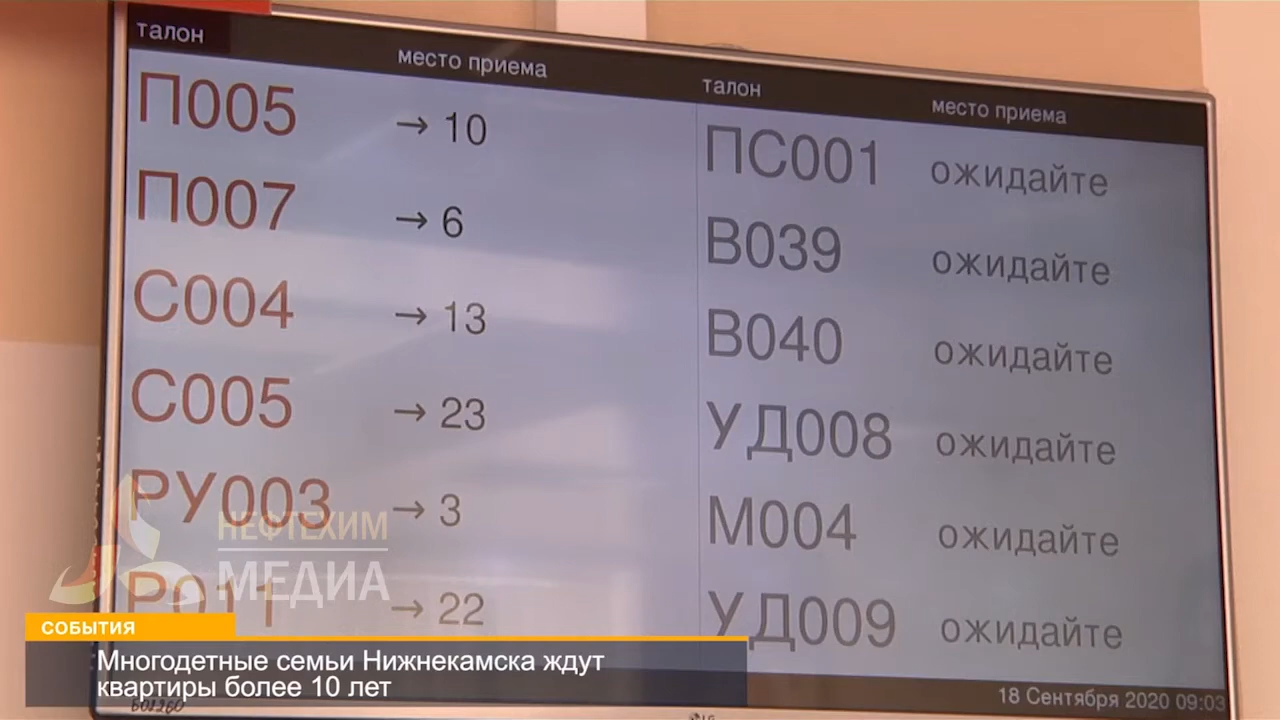 талон место приема талон место приема
П005 → 10 ПС001 ожидайте
П007 → 6 В039 ожидайте
С004 → 13 В040 ожидайте
С005 → 23 УД008 ожидайте
РУ003 → 3 М004 ожидайте
Р011 → 22 УД009 ожидайте
НЕФТЕХИМ
МЕДИА
СОБЫТИЯ
Многодетные семьи Нижнекамска ждут
квартиры более 10 лет
18 Сентября 2020 09:03
LG